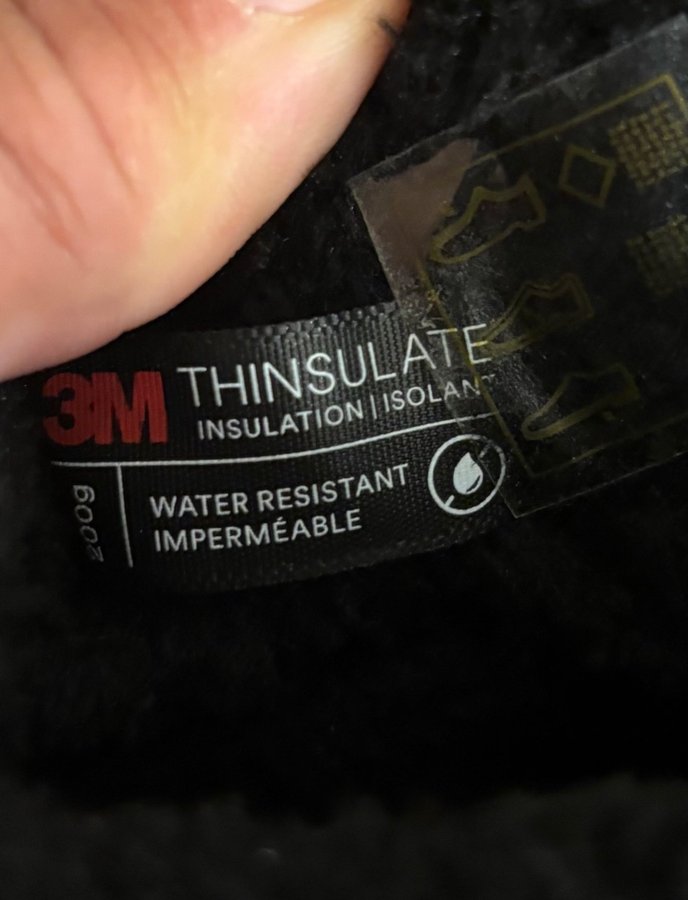 3M THINSULATE
INSULATION | ISOLANT
200g
WATER RESISTANT
IMPERMÉABLE